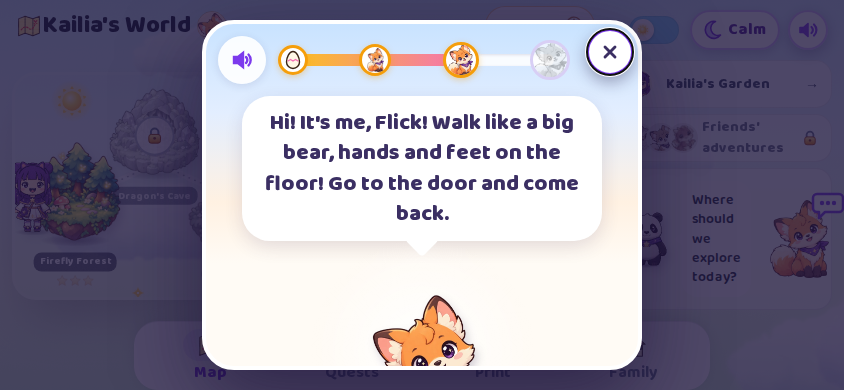 Kailia's World
Calm
Hi! It's me, Flick! Walk like a big
bear, hands and feet on the
floor! Go to the door and come
back.
Kailia's Garden →
Friends'
adventures
Dragon's Cave
Firefly Forest
Where
should
we
explore
today?
Map
Quests
Print
Family